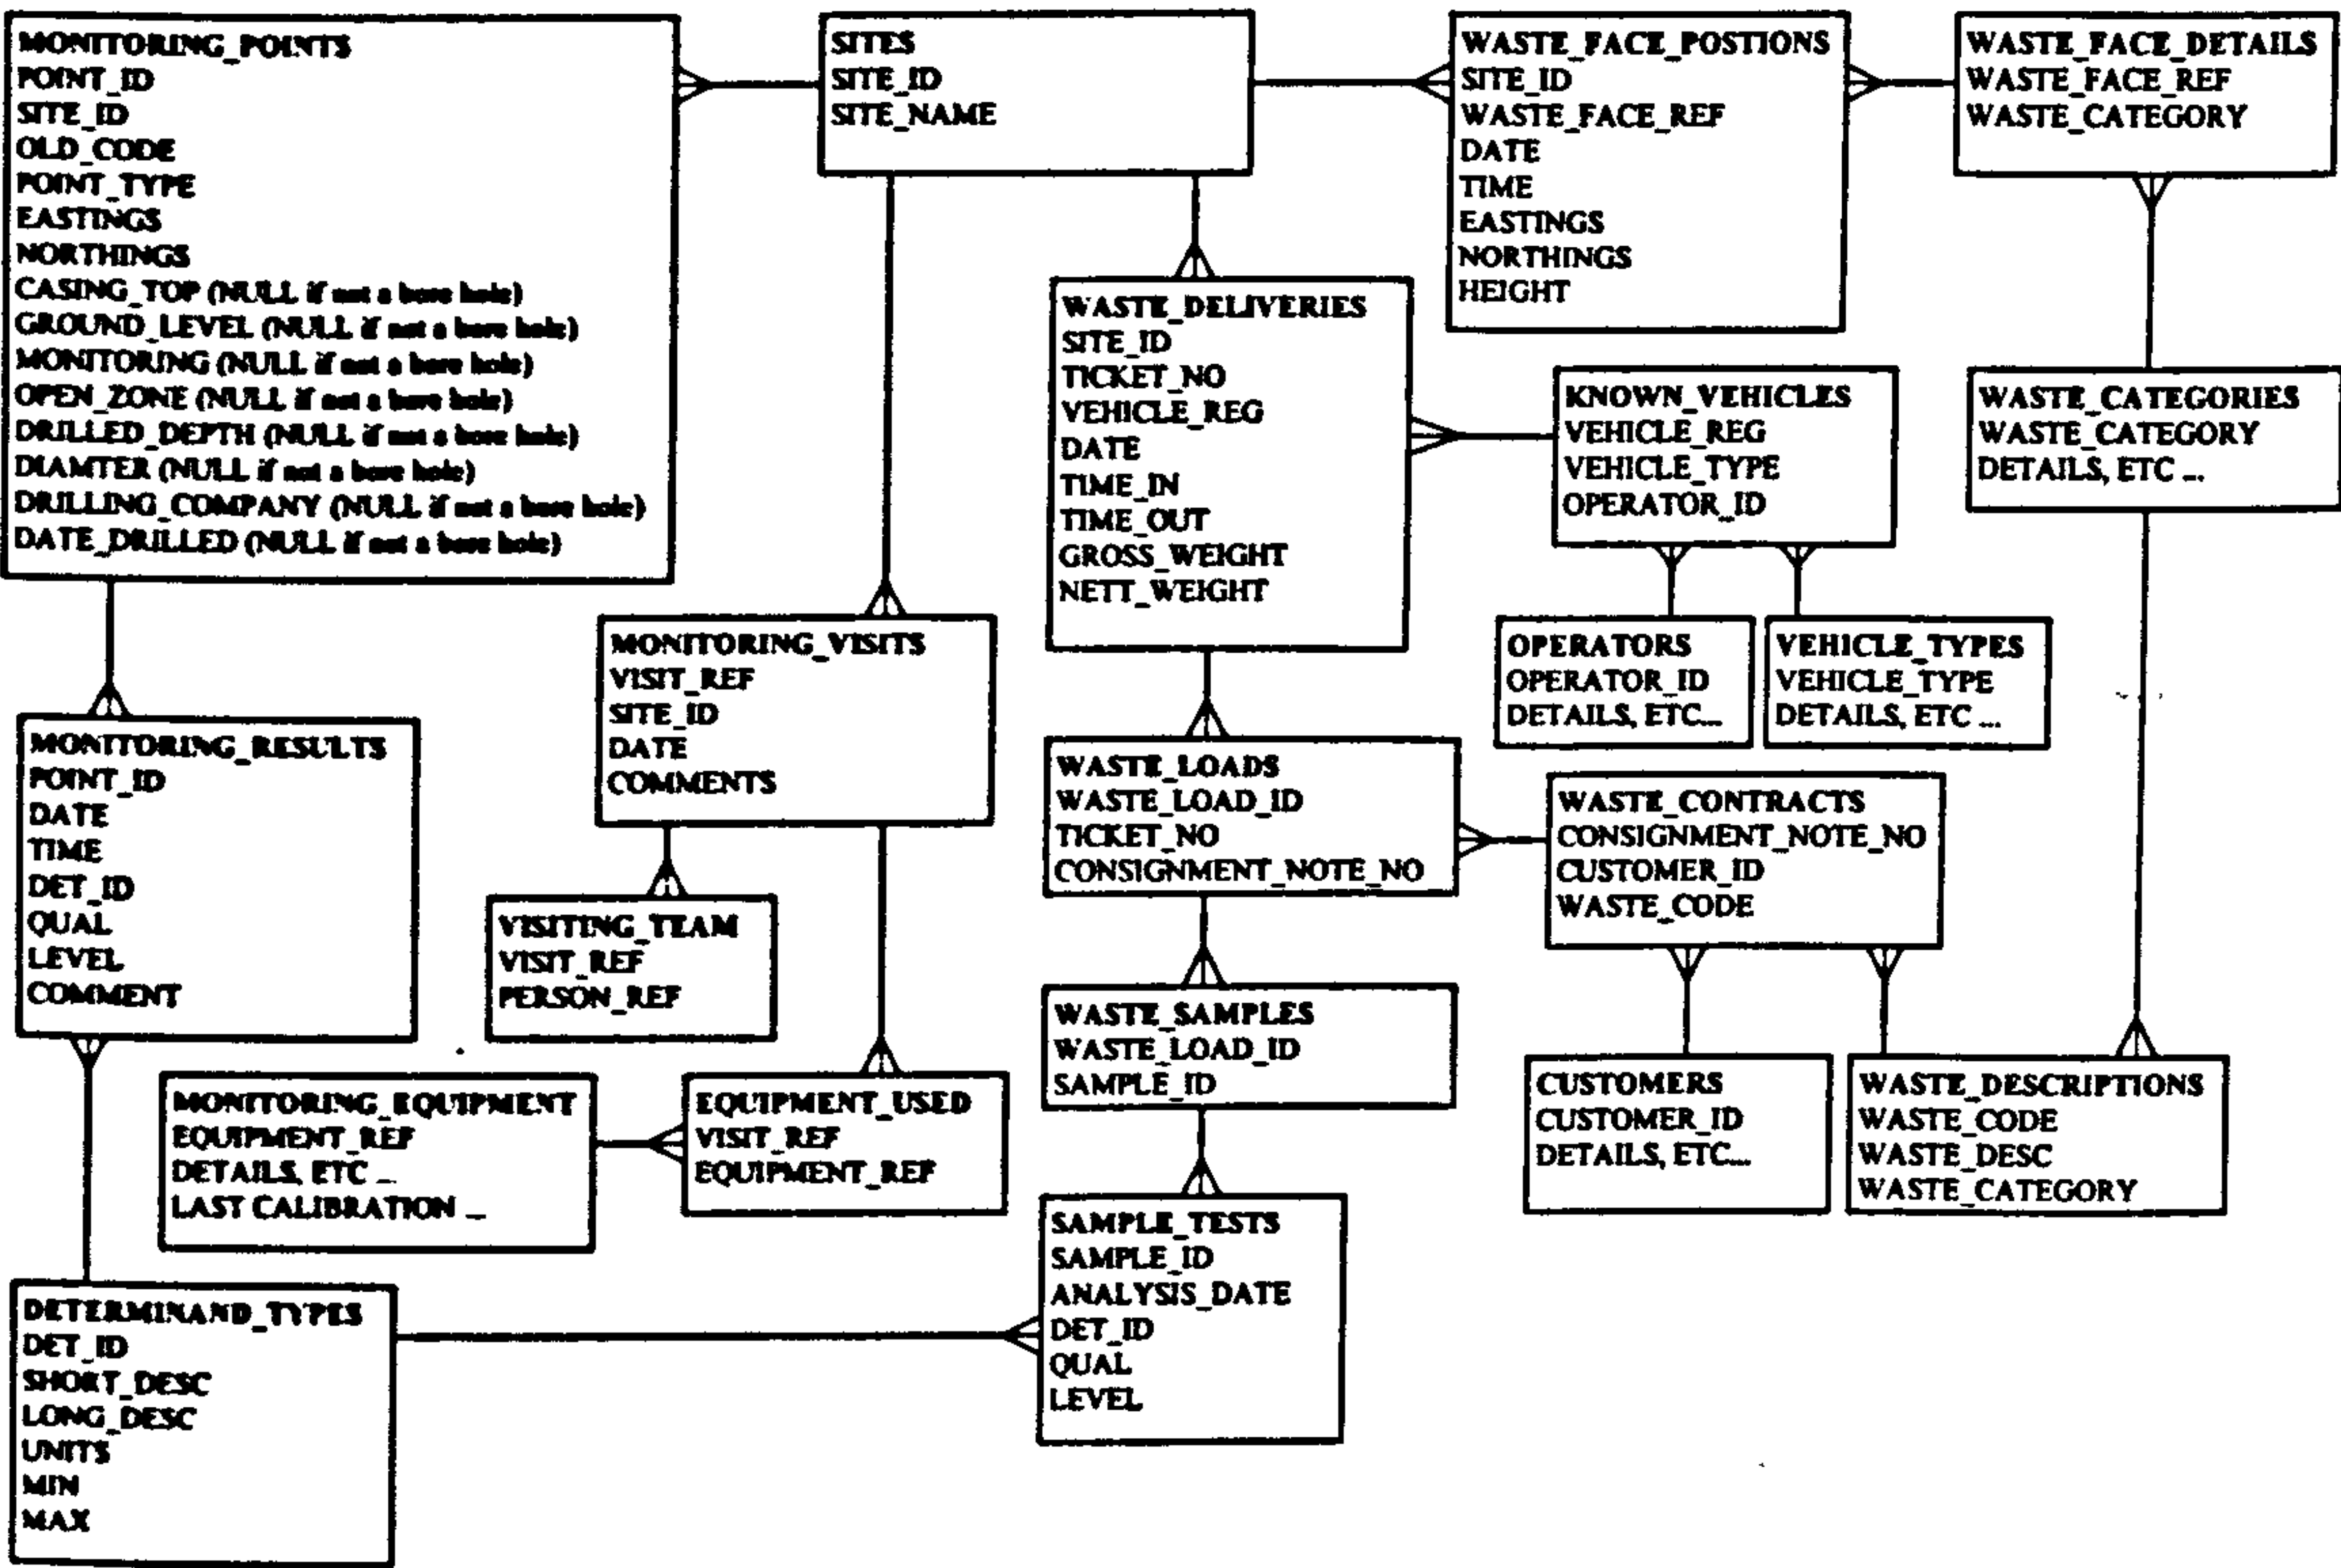 MONITORING_POINTS
POINT_ID
SITE_ID
OLD_CODE
POINT_TYPE
EASTINGS
NORTHINGS
CASING_TOP (NULL if not a bore hole)
GROUND_LEVEL (NULL if not a bore hole)
MONITORING (NULL if not a bore hole)
OPEN_ZONE (NULL if not a bore hole)
DRILLED_DEPTH (NULL if not a bore hole)
DIAMTER (NULL if not a bore hole)
DRILLING_COMPANY (NULL if not a bore hole)
DATE_DRILLED (NULL if not a bore hole)
SITES
SITE_ID
SITE_NAME
WASTE_FACE_POSTIONS
SITE_ID
WASTE_FACE_REF
DATE
TIME
EASTINGS
NORTHINGS
HEIGHT
WASTE_FACE_DETAILS
WASTE_FACE_REF
WASTE_CATEGORY
WASTE_DELIVERIES
SITE_ID
TICKET_NO
VEHICLE_REG
DATE
TIME_IN
TIME_OUT
GROSS_WEIGHT
NETT_WEIGHT
KNOWN_VEHICLES
VEHICLE_REG
VEHICLE_TYPE
OPERATOR_ID
WASTE_CATEGORIES
WASTE_CATEGORY
DETAILS, ETC ...
OPERATORS
OPERATOR_ID
DETAILS, ETC...
VEHICLE_TYPES
VEHICLE_TYPE
DETAILS, ETC ...
MONITORING_VISITS
VISIT_REF
SITE_ID
DATE
COMMENTS
MONITORING_RESULTS
POINT_ID
DATE
TIME
DET_ID
QUAL
LEVEL
COMMENT
WASTE_LOADS
WASTE_LOAD_ID
TICKET_NO
CONSIGNMENT_NOTE_NO
WASTE_CONTRACTS
CONSIGNMENT_NOTE_NO
CUSTOMER_ID
WASTE_CODE
VISITING_TEAM
VISIT_REF
PERSON_REF
WASTE_SAMPLES
WASTE_LOAD_ID
SAMPLE_ID
MONITORING_EQUIPMENT
EQUIPMENT_REF
DETAILS, ETC ...
LAST CALIBRATION ...
EQUIPMENT_USED
VISIT_REF
EQUIPMENT_REF
CUSTOMERS
CUSTOMER_ID
DETAILS, ETC...
WASTE_DESCRIPTIONS
WASTE_CODE
WASTE_DESC
WASTE_CATEGORY
SAMPLE_TESTS
SAMPLE_ID
ANALYSIS_DATE
DET_ID
QUAL
LEVEL
DETERMINAND_TYPES
DET_ID
SHORT_DESC
LONG_DESC
UNITS
MIN
MAX